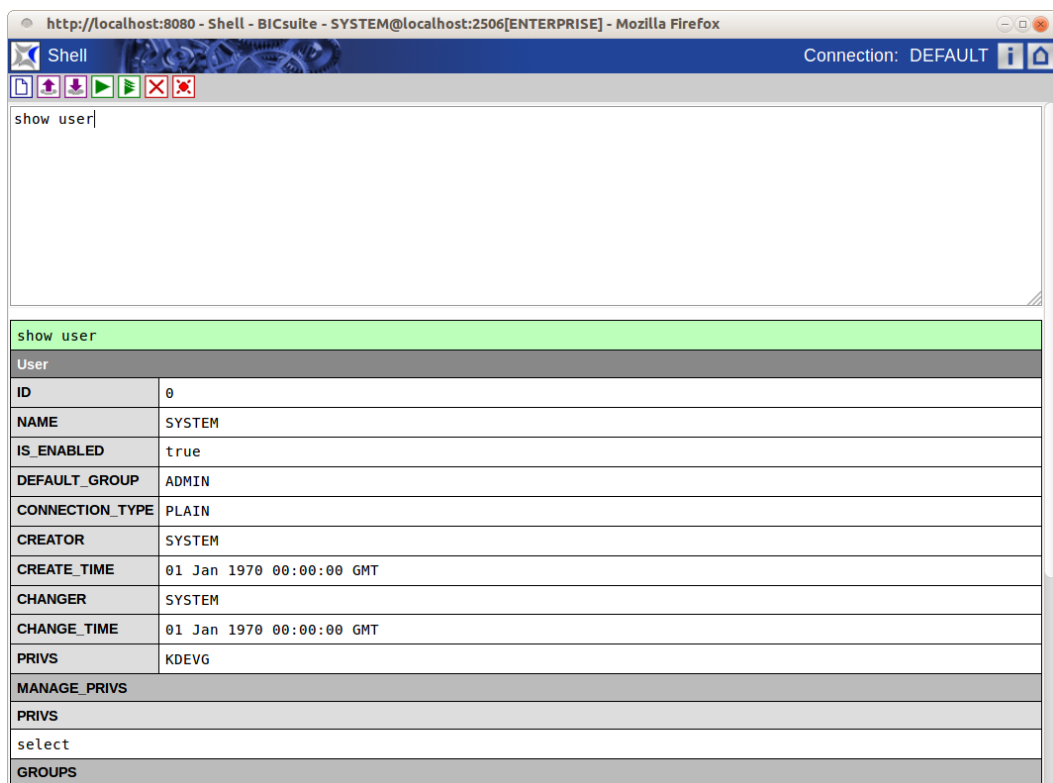 http://localhost:8080 - Shell - BICsuite - SYSTEM@localhost:2506[ENTERPRISE] - Mozilla Firefox
Shell Connection: DEFAULT
show user
show user
User
ID 0
NAME SYSTEM
IS_ENABLED true
DEFAULT_GROUP ADMIN
CONNECTION_TYPE PLAIN
CREATOR SYSTEM
CREATE_TIME 01 Jan 1970 00:00:00 GMT
CHANGER SYSTEM
CHANGE_TIME 01 Jan 1970 00:00:00 GMT
PRIVS KDEVG
MANAGE_PRIVS
PRIVS
select
GROUPS